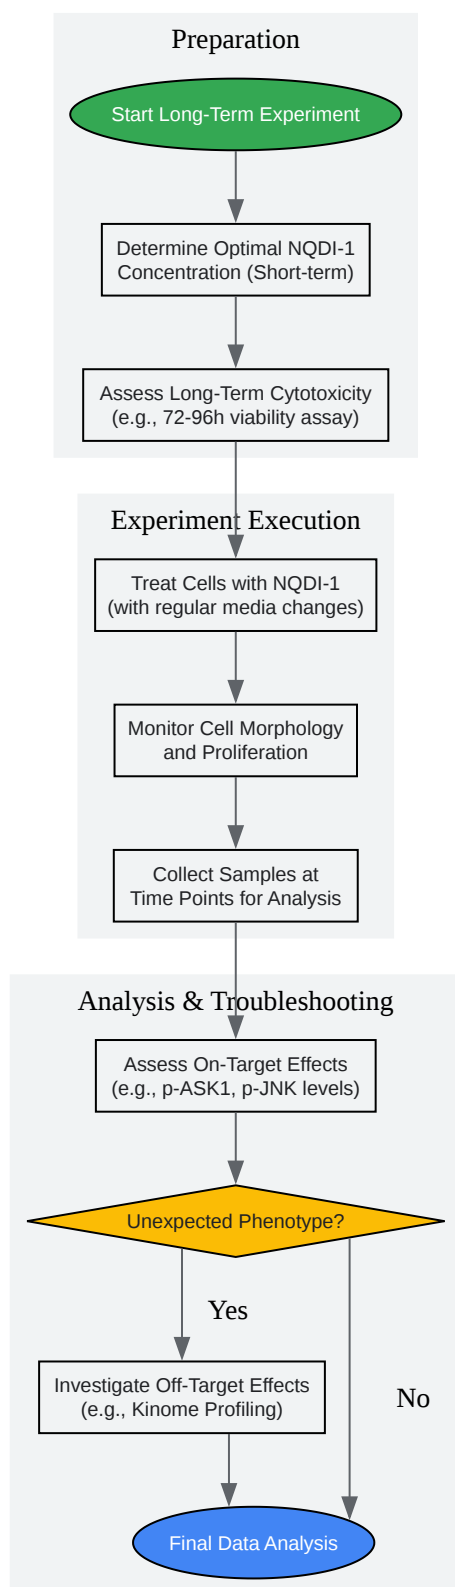 Preparation
Start Long-Term Experiment
Determine Optimal NQDI-1
Concentration (Short-term)
Assess Long-Term Cytotoxicity
(e.g., 72-96h viability assay)
Experiment Execution
Treat Cells with NQDI-1
(with regular media changes)
Monitor Cell Morphology
and Proliferation
Collect Samples at
Time Points for Analysis
Analysis & Troubleshooting
Assess On-Target Effects
(e.g., p-ASK1, p-JNK levels)
Unexpected Phenotype?
Yes
Investigate Off-Target Effects
(e.g., Kinome Profiling)
No
Final Data Analysis